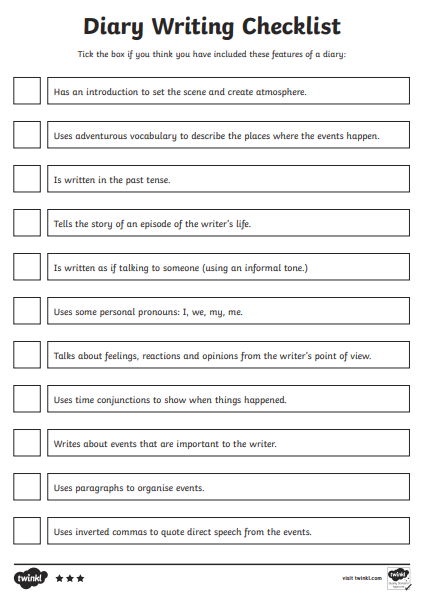 Diary Writing Checklist
Tick the box if you think you have included these features of a diary:
Has an introduction to set the scene and create atmosphere.
Uses adventurous vocabulary to describe the places where the events happen.
Is written in the past tense.
Tells the story of an episode of the writer's life.
Is written as if talking to someone (using an informal tone.)
Uses some personal pronouns: I, we, my, me.
Talks about feelings, reactions and opinions from the writer's point of view.
Uses time conjunctions to show when things happened.
Writes about events that are important to the writer.
Uses paragraphs to organise events.
Uses inverted commas to quote direct speech from the events.
twinkl
visit twinkl.com
twinkl